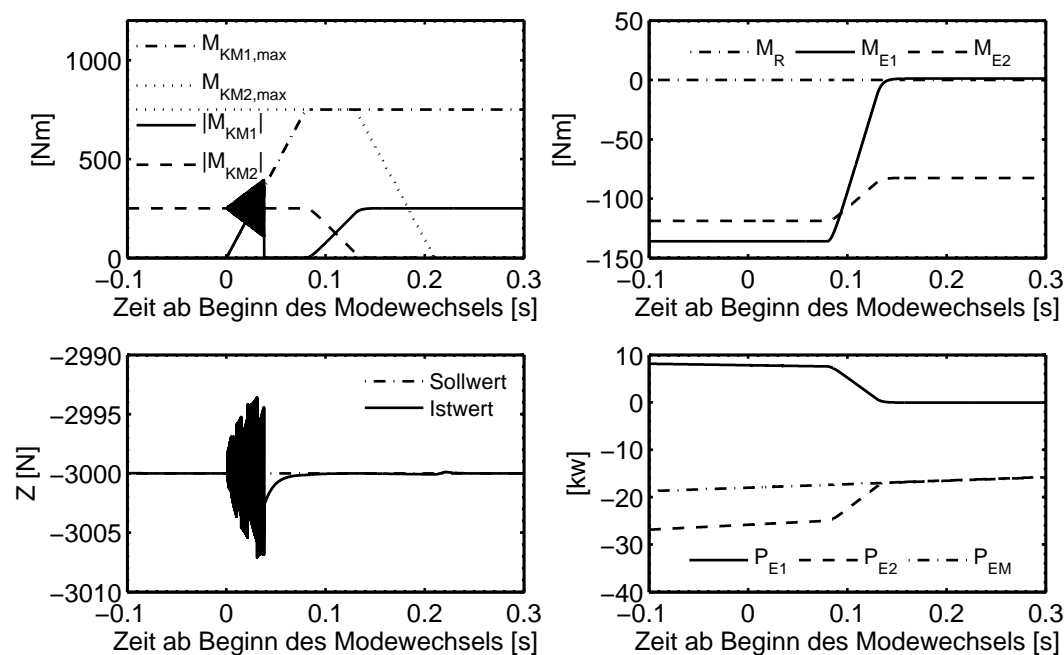 1000
500
0
[Nm]
M_KM1,max
M_KM2,max
|M_KM1|
|M_KM2|
−0.1 0 0.1 0.2 0.3
Zeit ab Beginn des Modewechsels [s]
50
0
−50
−100
−150
[Nm]
M_R M_E1 M_E2
−0.1 0 0.1 0.2 0.3
Zeit ab Beginn des Modewechsels [s]
−2990
−2995
−3000
−3005
−3010
Z [N]
Sollwert
Istwert
−0.1 0 0.1 0.2 0.3
Zeit ab Beginn des Modewechsels [s]
10
0
−10
−20
−30
−40
[kw]
P_E1 P_E2 P_EM
−0.1 0 0.1 0.2 0.3
Zeit ab Beginn des Modewechsels [s]